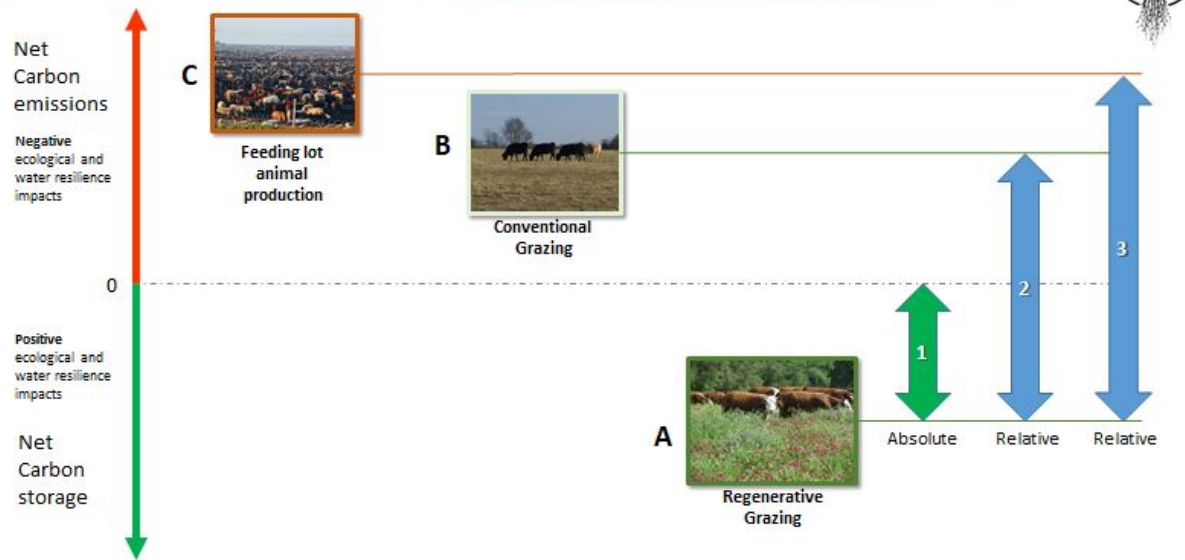 Net
Carbon
emissions
Negative
ecological and
water resilience
impacts
C
Feeding lot
animal
production
B
Conventional
Grazing
0
3
2
1
Positive
ecological and
water resilience
impacts
Net
Carbon
storage
A
Regenerative
Grazing
Absolute
Relative
Relative